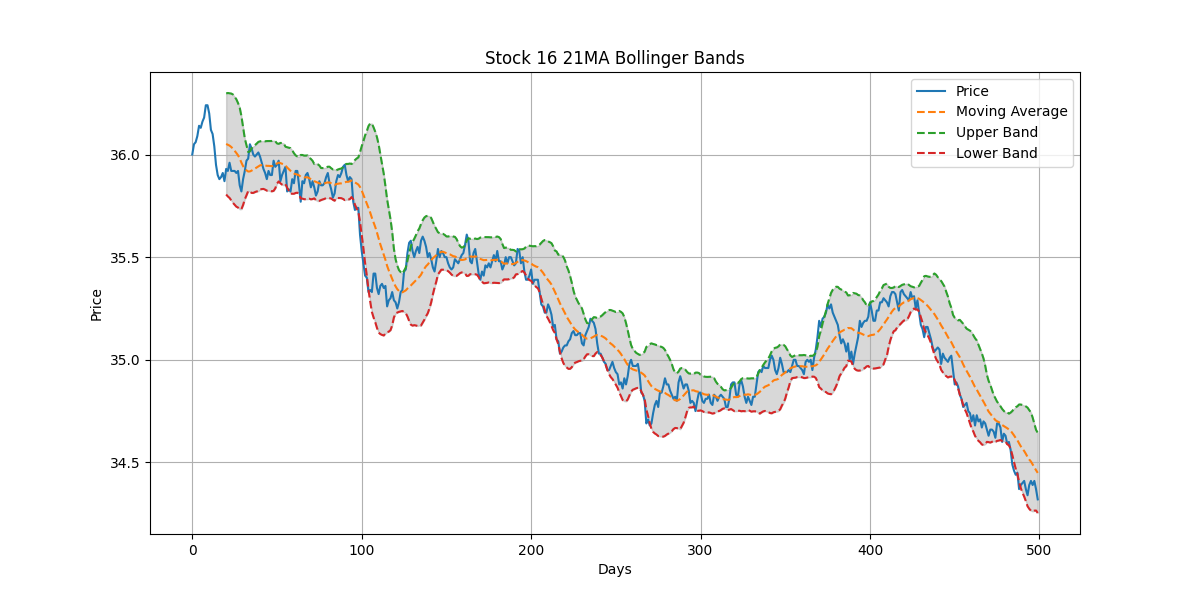 Stock 16 21MA Bollinger Bands
Price
Moving Average
Upper Band
Lower Band
36.0
35.5
35.0
34.5
Price
0 100 200 300 400 500
Days